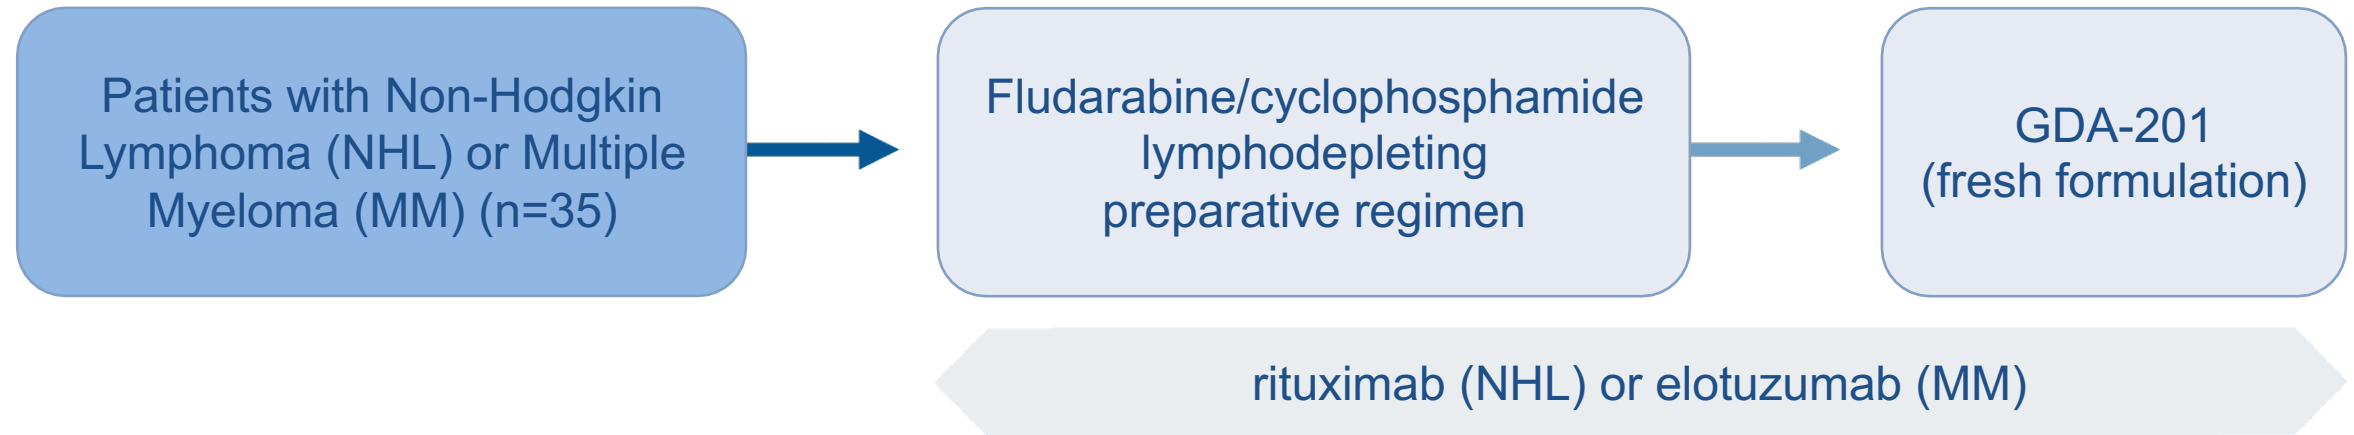 Patients with Non-Hodgkin
Lymphoma (NHL) or Multiple
Myeloma (MM) (n=35)
Fludarabine/cyclophosphamide
lymphodepleting
preparative regimen
GDA-201
(fresh formulation)
rituximab (NHL) or elotuzumab (MM)